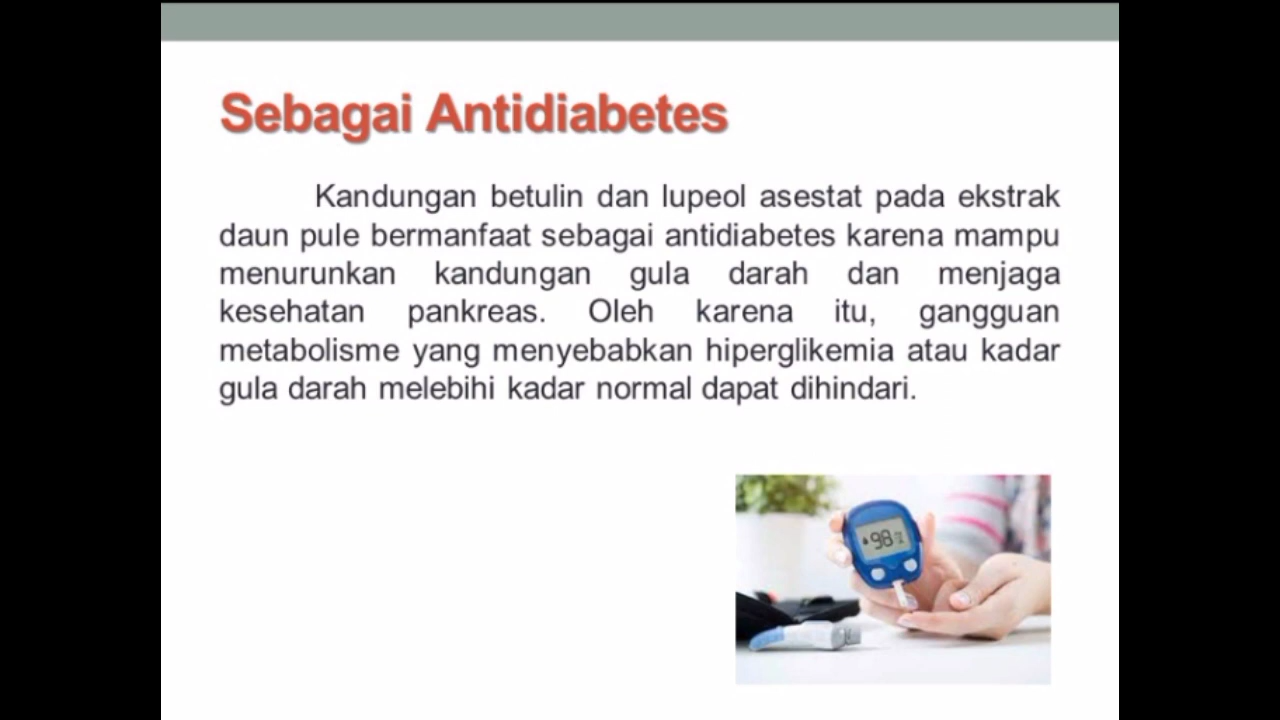 Sebagai Antidiabetes
Kandungan betulin dan lupeol asestat pada ekstrak
daun pule bermanfaat sebagai antidiabetes karena mampu
menurunkan kandungan gula darah dan menjaga
kesehatan pankreas. Oleh karena itu, gangguan
metabolisme yang menyebabkan hiperglikemia atau kadar
gula darah melebihi kadar normal dapat dihindari.
98